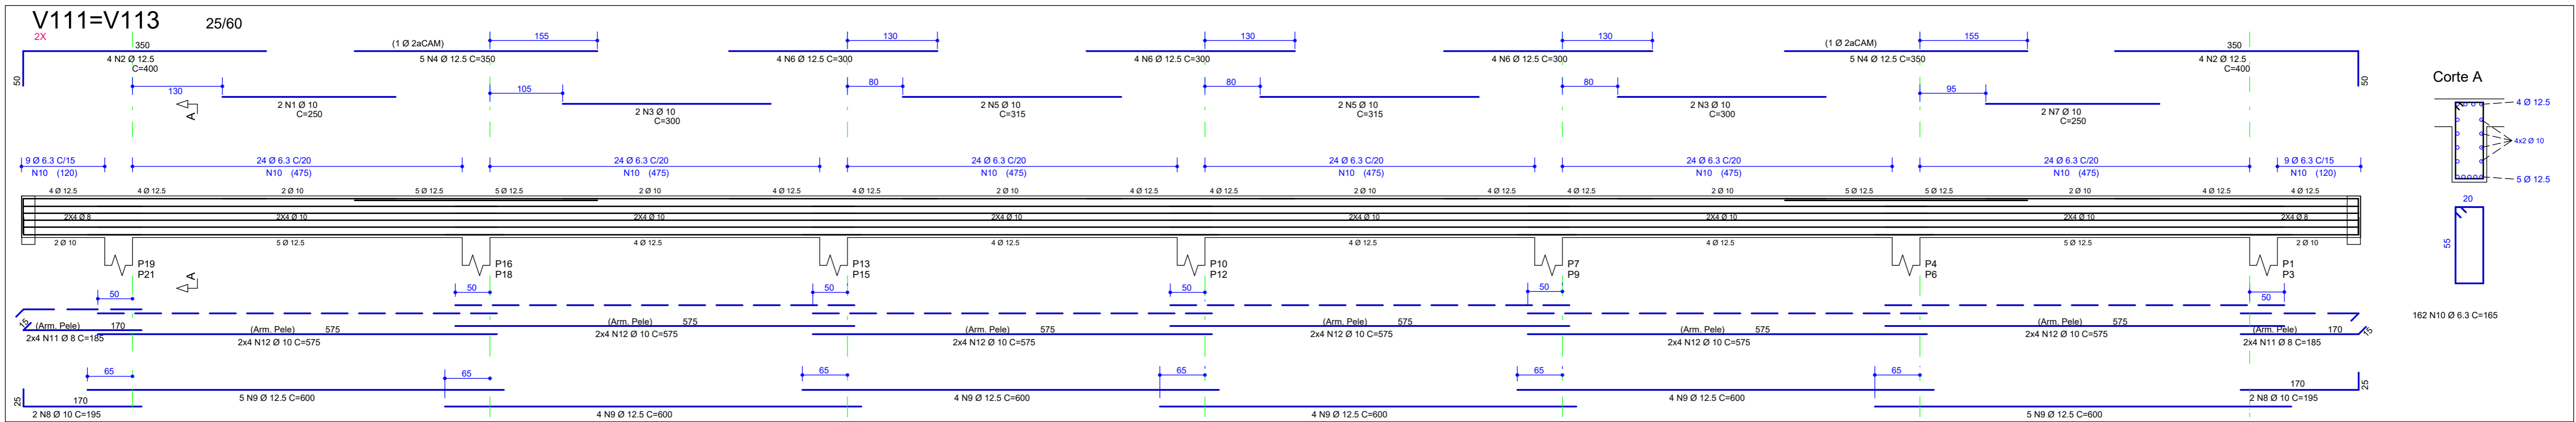 V111=V113 25/60
2X
350 (1 Ø 2aCAM) 155 130 130 130 (1 Ø 2aCAM) 155 350
4 N2 Ø 12.5 5 N4 Ø 12.5 C=350 4 N6 Ø 12.5 C=300 4 N6 Ø 12.5 C=300 4 N6 Ø 12.5 C=300 5 N4 Ø 12.5 C=350 4 N2 Ø 12.5
C=400 C=400
50 50
130 105 80 80 80 95
2 N1 Ø 10 2 N3 Ø 10 2 N5 Ø 10 2 N5 Ø 10 2 N3 Ø 10 2 N7 Ø 10
C=250 C=300 C=315 C=315 C=300 C=250
A
9 Ø 6.3 C/15 24 Ø 6.3 C/20 24 Ø 6.3 C/20 24 Ø 6.3 C/20 24 Ø 6.3 C/20 24 Ø 6.3 C/20 24 Ø 6.3 C/20 9 Ø 6.3 C/15
N10 (120) N10 (475) N10 (475) N10 (475) N10 (475) N10 (475) N10 (475) N10 (120)
4 Ø 12.5 4 Ø 12.5 2 Ø 10 5 Ø 12.5 5 Ø 12.5 2 Ø 10 4 Ø 12.5 4 Ø 12.5 2 Ø 10 4 Ø 12.5 4 Ø 12.5 2 Ø 10 4 Ø 12.5 4 Ø 12.5 2 Ø 10 5 Ø 12.5 5 Ø 12.5 2 Ø 10 4 Ø 12.5 4 Ø 12.5
2X4 Ø 8 2X4 Ø 10 2X4 Ø 10 2X4 Ø 10 2X4 Ø 10 2X4 Ø 10 2X4 Ø 10 2X4 Ø 8
2 Ø 10 5 Ø 12.5 4 Ø 12.5 4 Ø 12.5 4 Ø 12.5 4 Ø 12.5 5 Ø 12.5 2 Ø 10
P19 P16 P13 P10 P7 P4 P1
P21 P18 P15 P12 P9 P6 P3
A
50 50 50 50 50 50
15 (Arm. Pele) 170 (Arm. Pele) 575 (Arm. Pele) 575 (Arm. Pele) 575 (Arm. Pele) 575 (Arm. Pele) 575 (Arm. Pele) 575 (Arm. Pele) 170 15
2x4 N11 Ø 8 C=185 2x4 N12 Ø 10 C=575 2x4 N12 Ø 10 C=575 2x4 N12 Ø 10 C=575 2x4 N12 Ø 10 C=575 2x4 N12 Ø 10 C=575 2x4 N12 Ø 10 C=575 2x4 N11 Ø 8 C=185
65 65 65 65 65 65
25 170 5 N9 Ø 12.5 C=600 4 N9 Ø 12.5 C=600 4 N9 Ø 12.5 C=600 170 25
2 N8 Ø 10 C=195 4 N9 Ø 12.5 C=600 4 N9 Ø 12.5 C=600 5 N9 Ø 12.5 C=600 2 N8 Ø 10 C=195
Corte A
4 Ø 12.5
4x2 Ø 10
5 Ø 12.5
20
55
162 N10 Ø 6.3 C=165